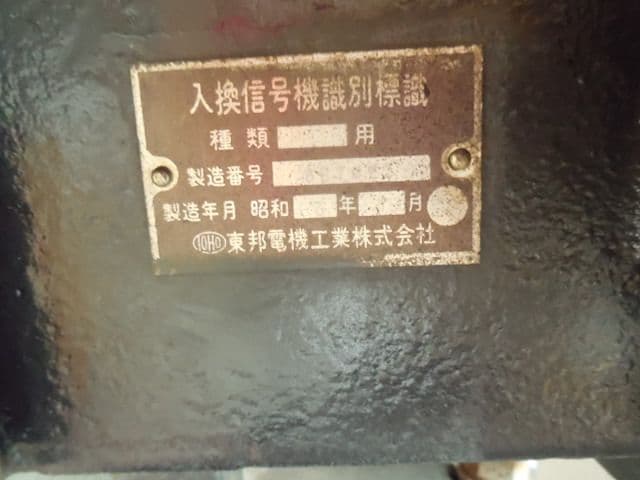 入換信号機識別標識
種類 用
製造番号
製造年月 昭和 年 月
TOHO 東邦電機工業株式会社